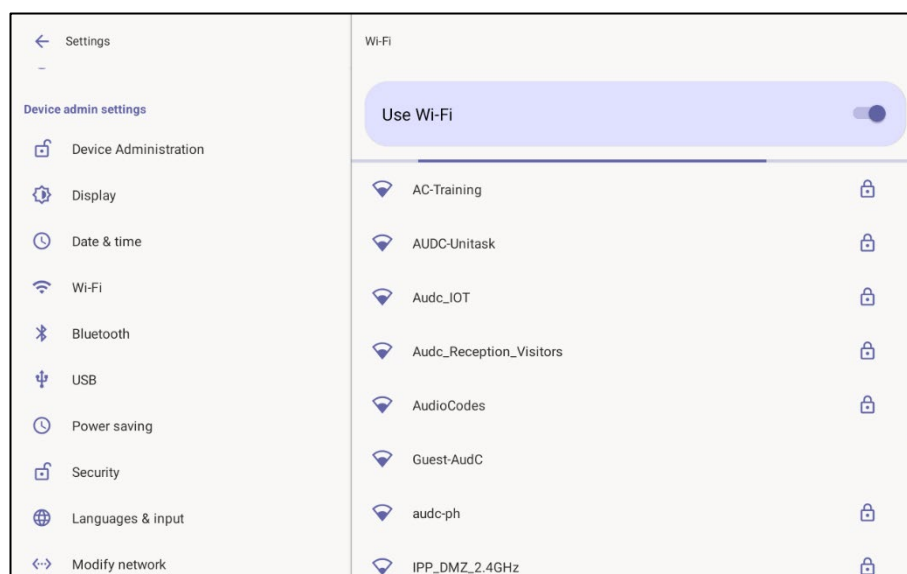 Settings
Device admin settings
Device Administration
Display
Date & time
Wi-Fi
Bluetooth
USB
Power saving
Security
Languages & input
Modify network
Wi-Fi
Use Wi-Fi
AC-Training
AUDC-Unitask
Audc_IOT
Audc_Reception_Visitors
AudioCodes
Guest-AudC
audc-ph
IPP_DMZ_2.4GHz